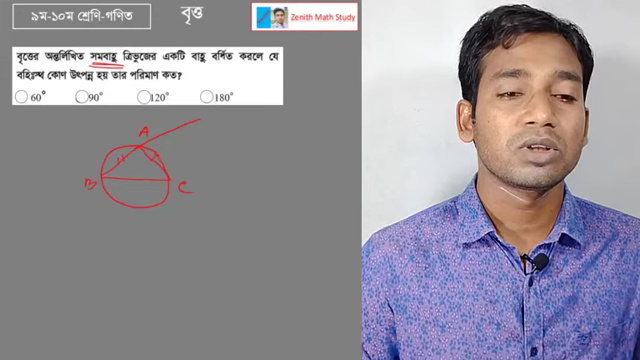 ৯ম-১০ম শ্রেণি-গণিত
বৃত্ত
Zenith Math Study
বৃত্তের অন্তর্লিখিত সমবাহু ত্রিভুজের একটি বাহু বর্ধিত করলে যে
বহিঃস্থ কোণ উৎপন্ন হয় তার পরিমাণ কত?
60° 90° 120° 180°
A
B
C